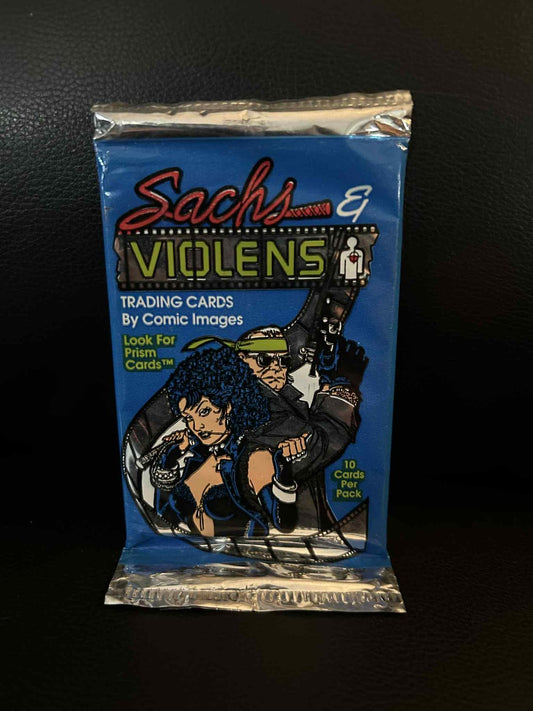 Sachs &
VIOLENS
TRADING CARDS
By Comic Images
Look For
Prism
Cards™
10
Cards
Per
Pack